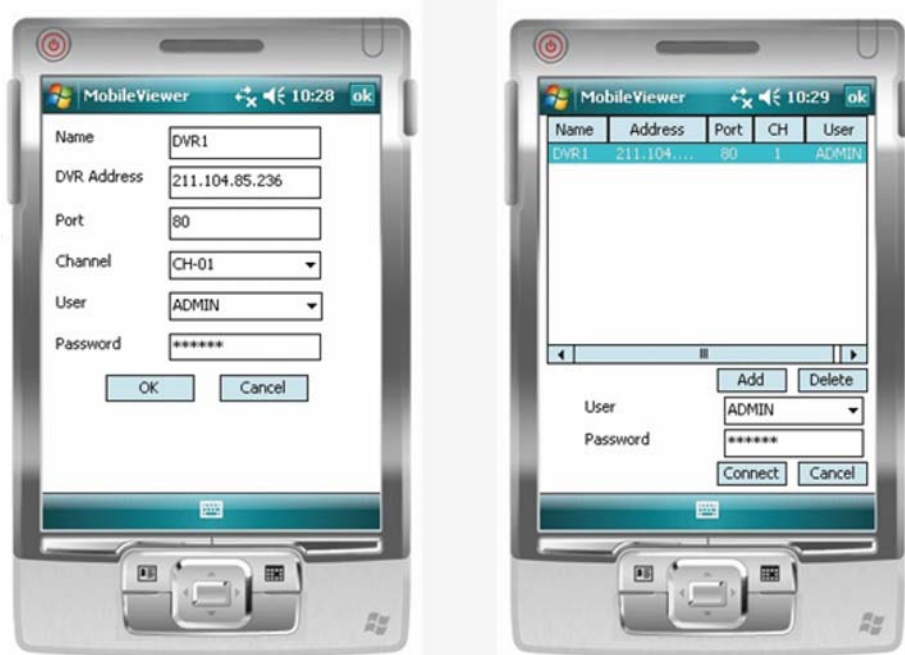 MobileViewer 10:28 ok
Name DVR1
DVR Address 211.104.85.236
Port 80
Channel CH-01
User ADMIN
Password ******
OK Cancel
MobileViewer 10:29 ok
Name Address Port CH User
DVR1 211.104.... 80 1 ADMIN
Add Delete
User ADMIN
Password ******
Connect Cancel